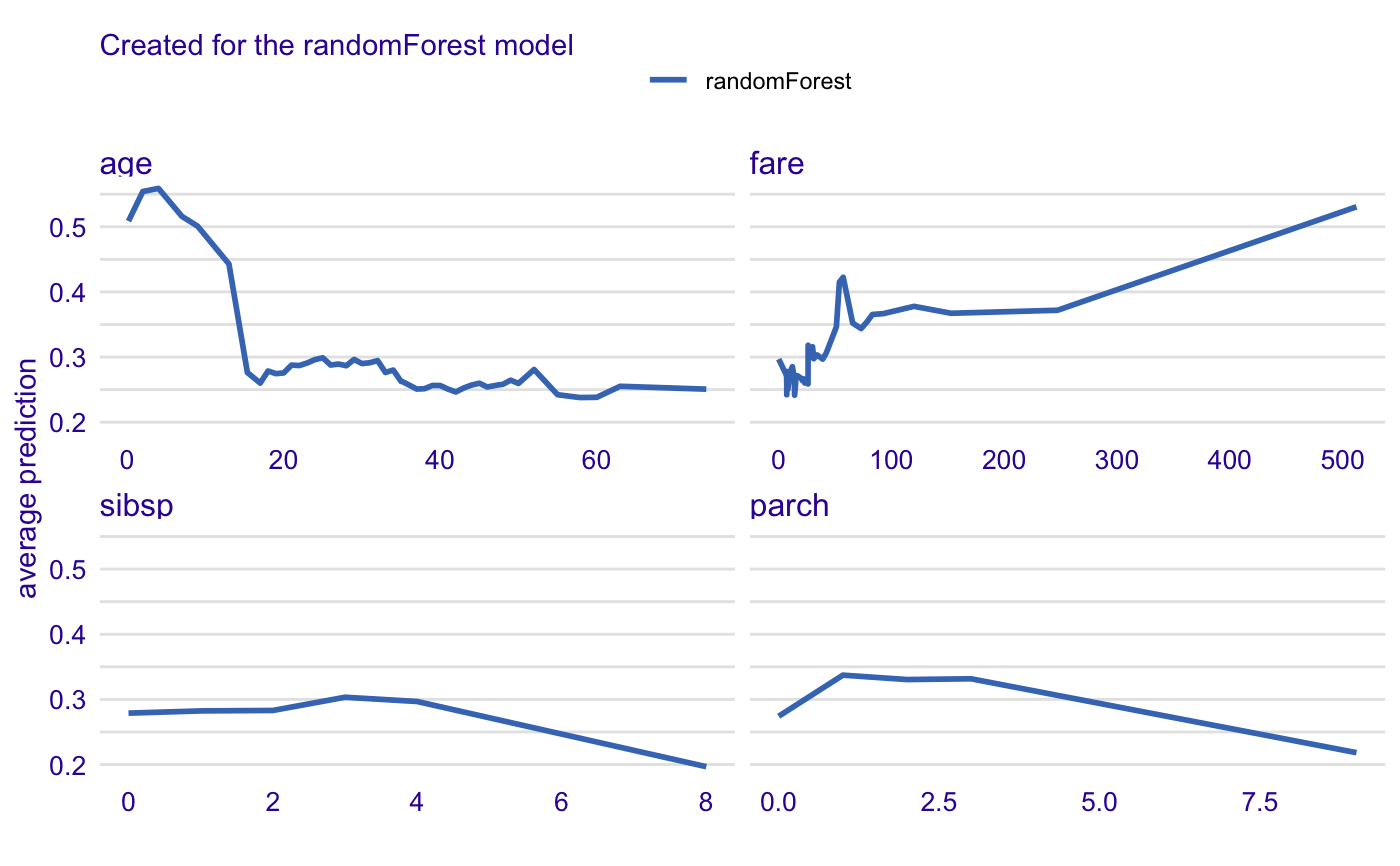 Created for the randomForest model
randomForest
age
fare
0.5
0.4
0.3
0.2
0 20 40 60
0 100 200 300 400 500
average prediction
sibsp
parch
0.5
0.4
0.3
0.2
0 2 4 6 8
0.0 2.5 5.0 7.5